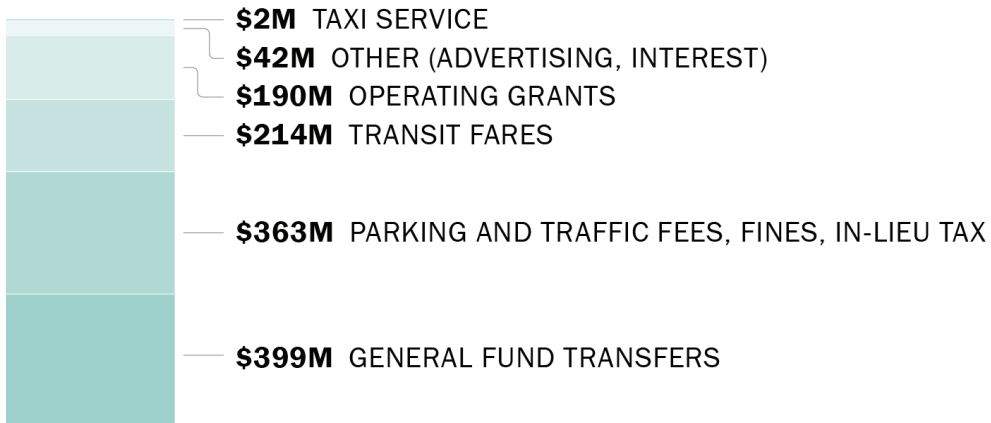 $2M TAXI SERVICE
$42M OTHER (ADVERTISING, INTEREST)
$190M OPERATING GRANTS
$214M TRANSIT FARES
$363M PARKING AND TRAFFIC FEES, FINES, IN-LIEU TAX
$399M GENERAL FUND TRANSFERS